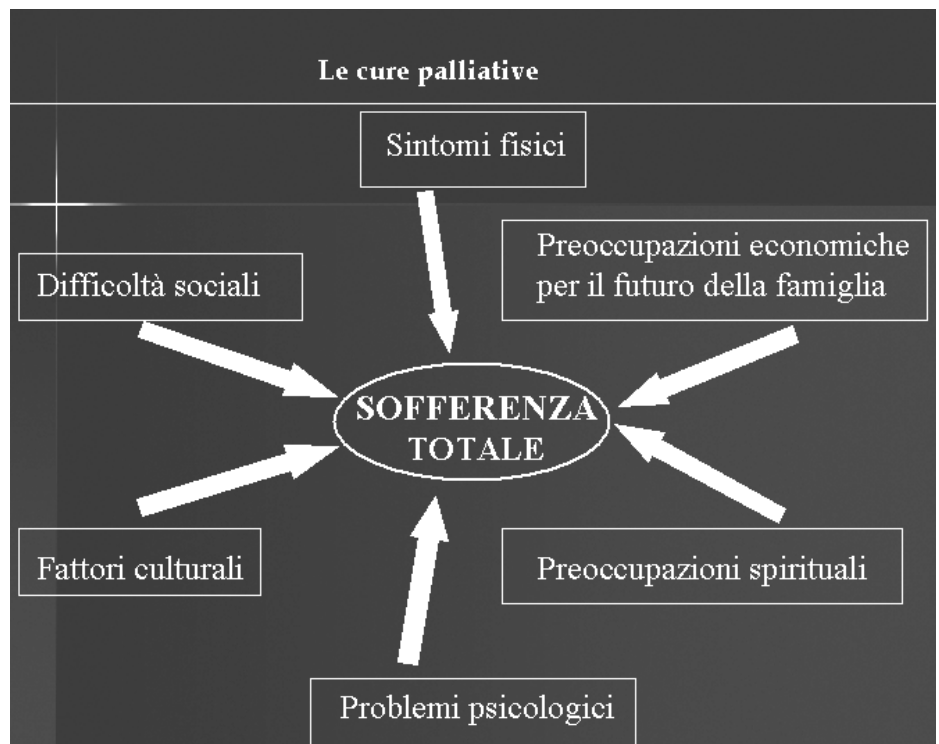 Le cure palliative
Sintomi fisici
Preoccupazioni economiche
per il futuro della famiglia
Difficoltà sociali
SOFFERENZA
TOTALE
Fattori culturali
Preoccupazioni spirituali
Problemi psicologici